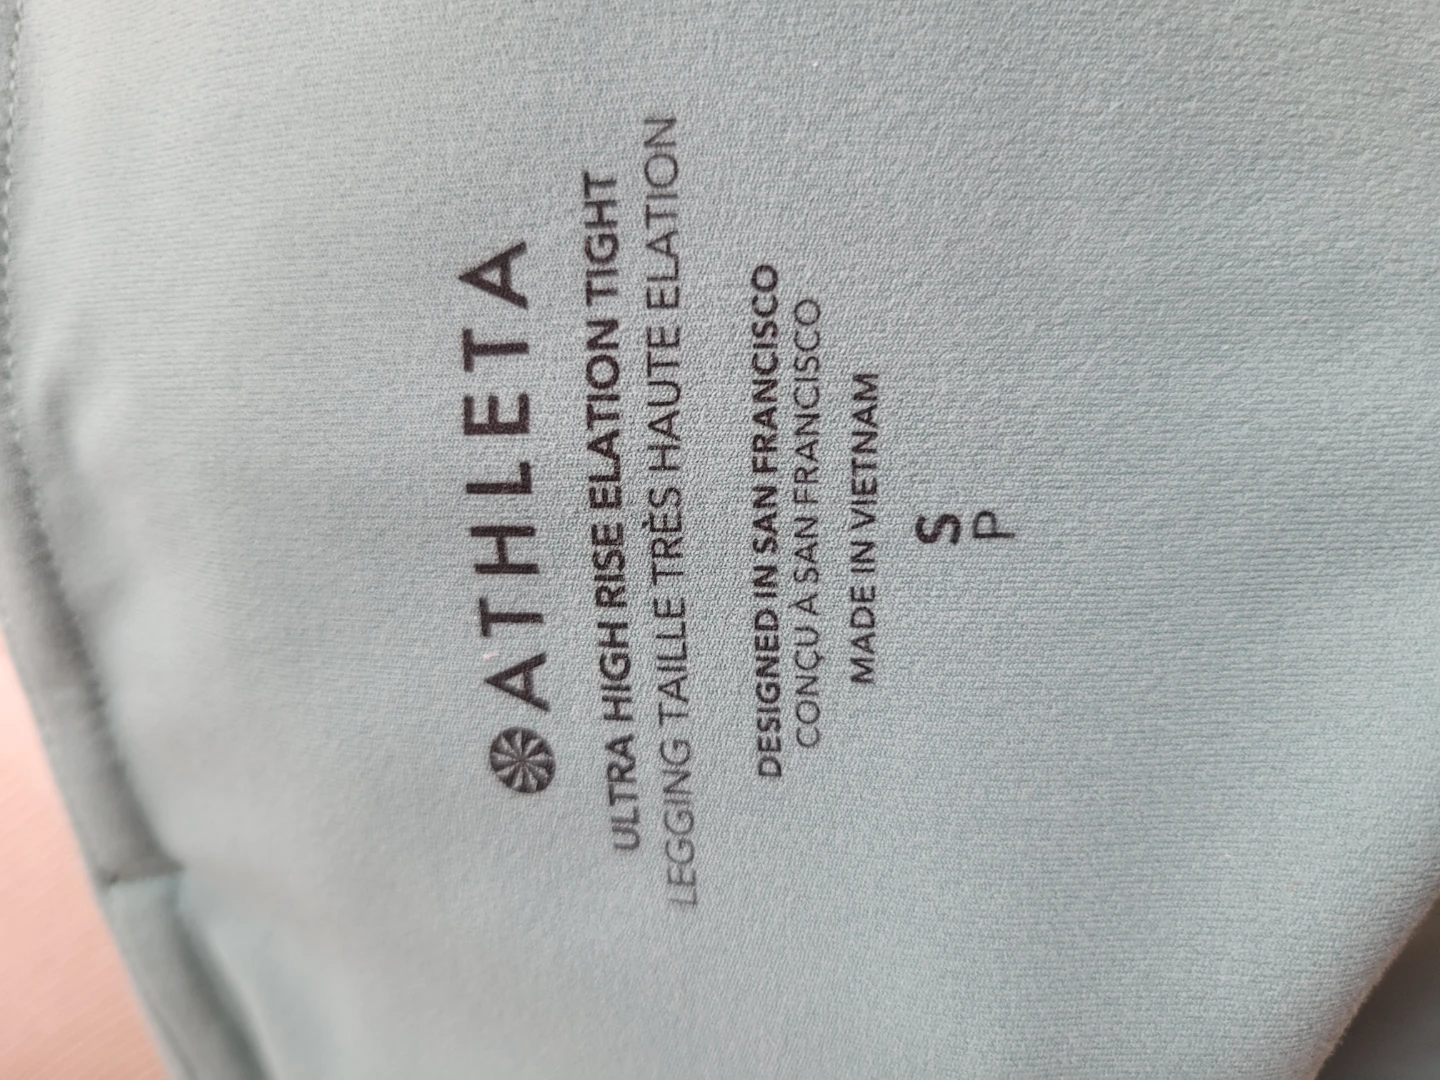 ATHLETA
ULTRA HIGH RISE ELATION TIGHT
LEGGING TAILLE TRÈS HAUTE ELATION
DESIGNED IN SAN FRANCISCO
CONÇU À SAN FRANCISCO
MADE IN VIETNAM
S
P